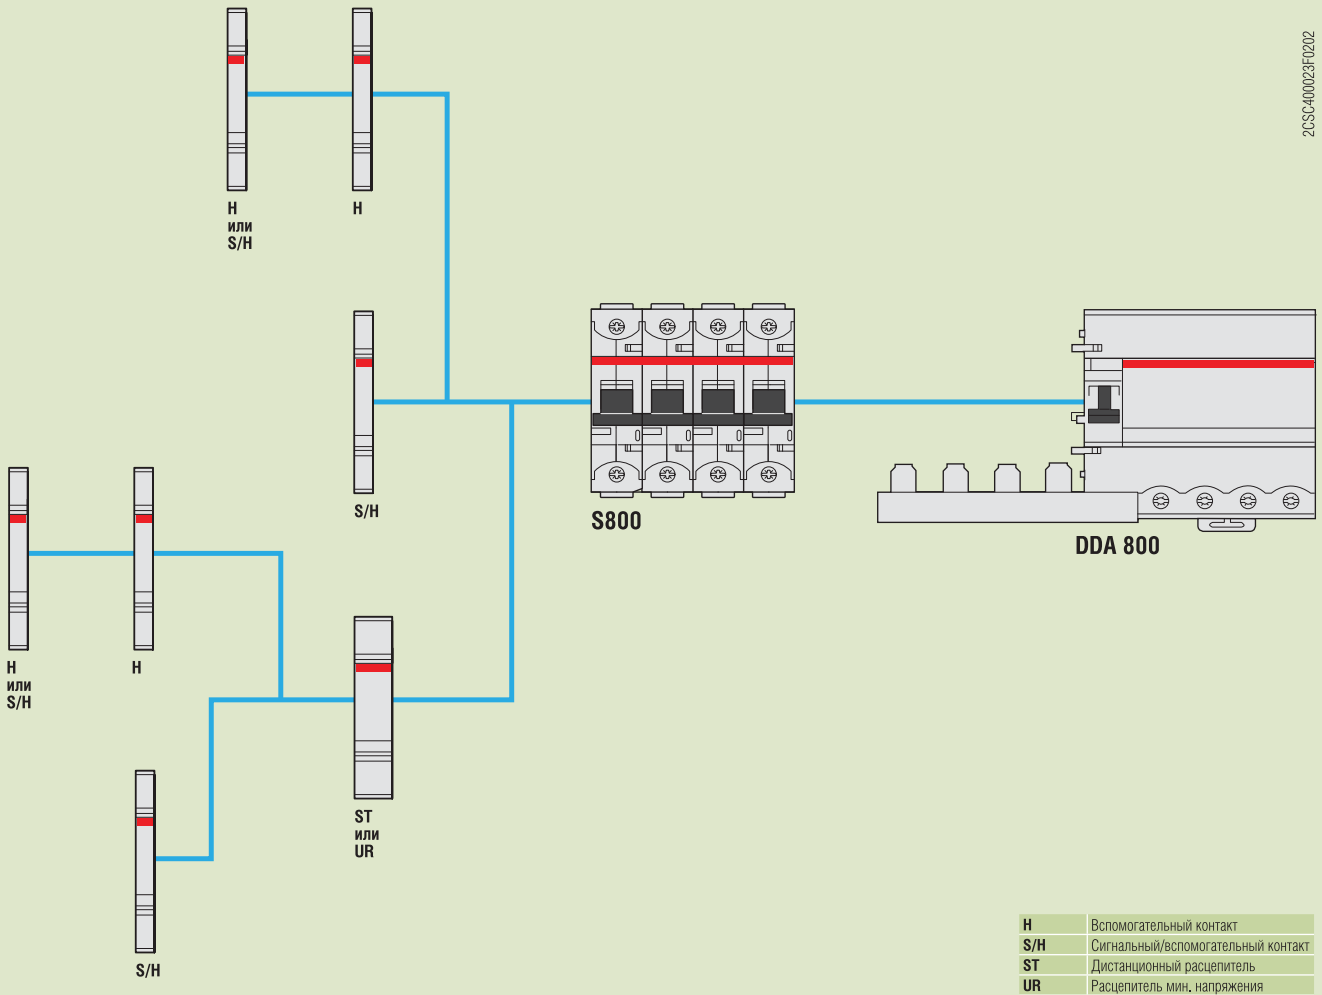 2CSC400023F0202
H
или
S/H
H
S/H
S800
DDA 800
H
или
S/H
H
ST
или
UR
S/H
H Вспомогательный контакт
S/H Сигнальный/вспомогательный контакт
ST Дистанционный расцепитель
UR Расцепитель мин. напряжения